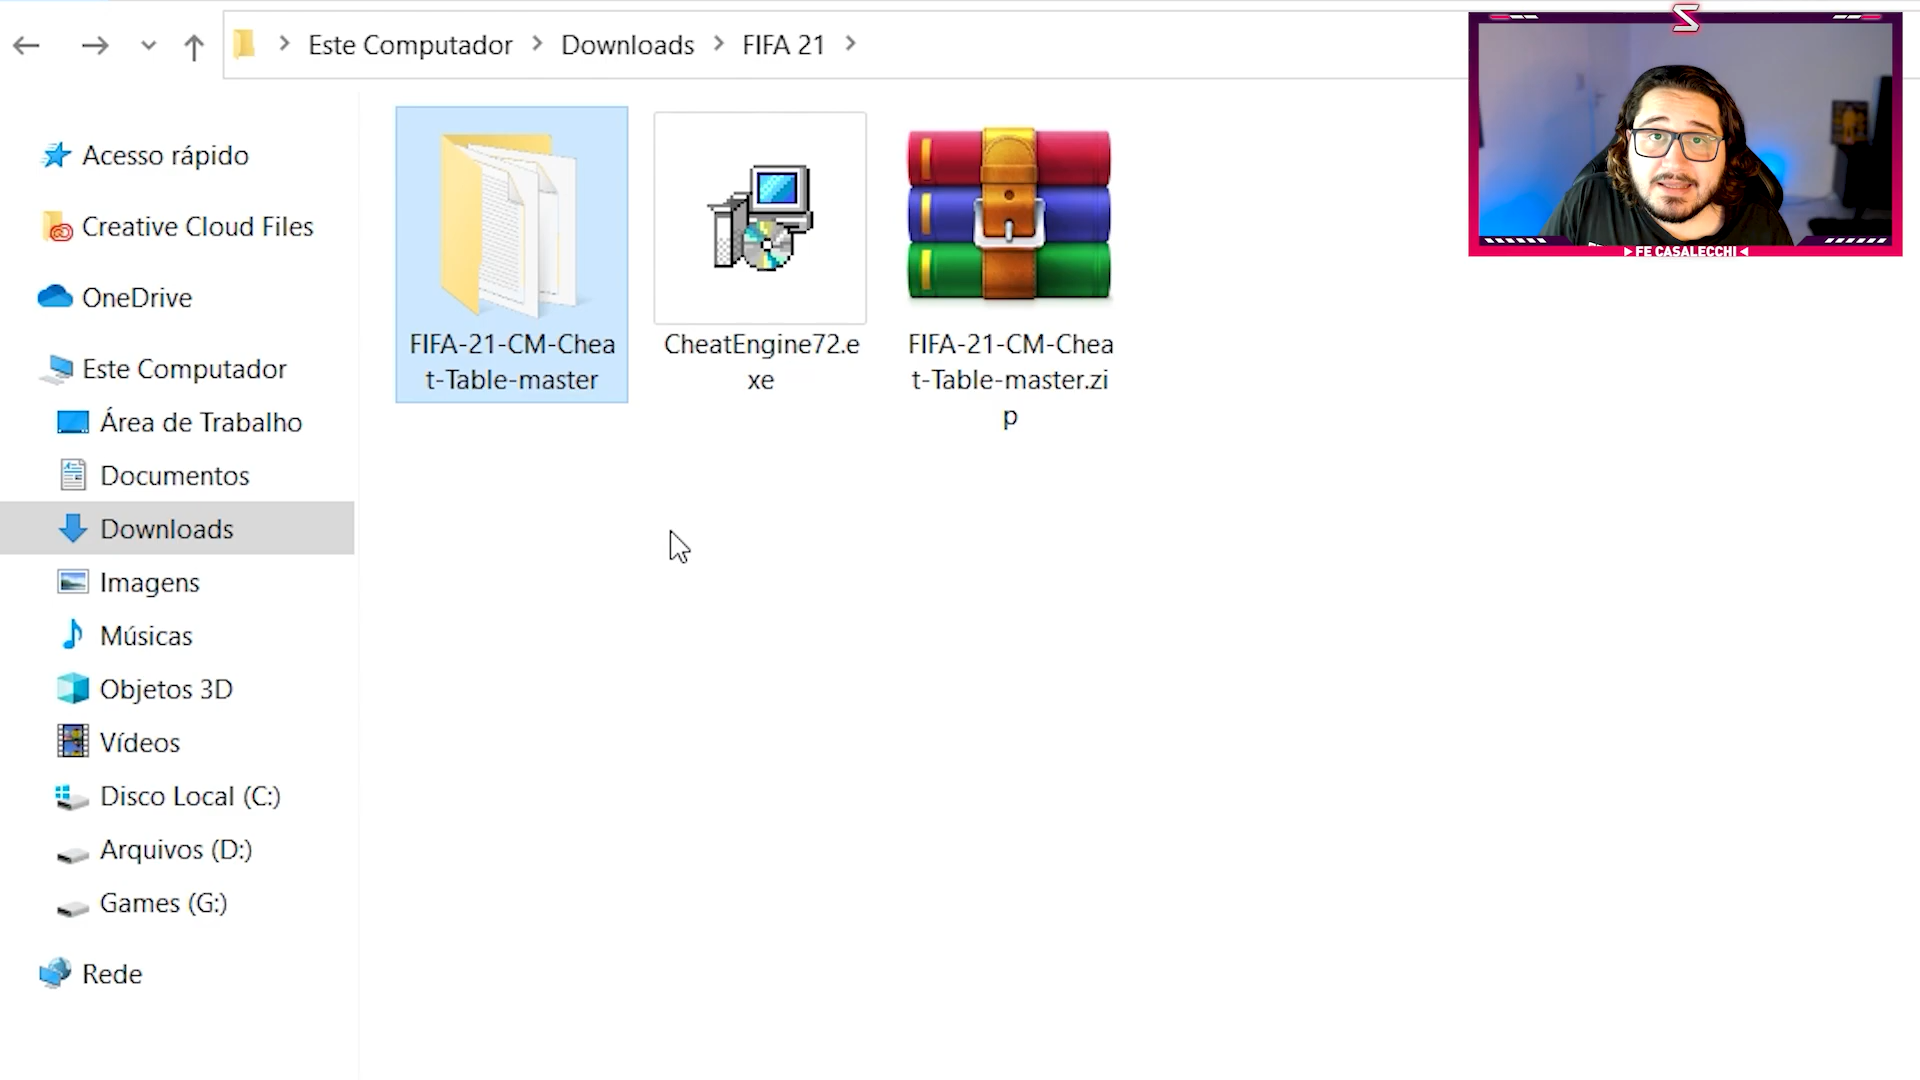 Este Computador > Downloads > FIFA 21 >
Acesso rápido
Creative Cloud Files
OneDrive
Este Computador
Área de Trabalho
Documentos
Downloads
Imagens
Músicas
Objetos 3D
Vídeos
Disco Local (C:)
Arquivos (D:)
Games (G:)
Rede
FIFA-21-CM-Chea
t-Table-master
CheatEngine72.e
xe
FIFA-21-CM-Chea
t-Table-master.zi
p
FE CASALECCHI